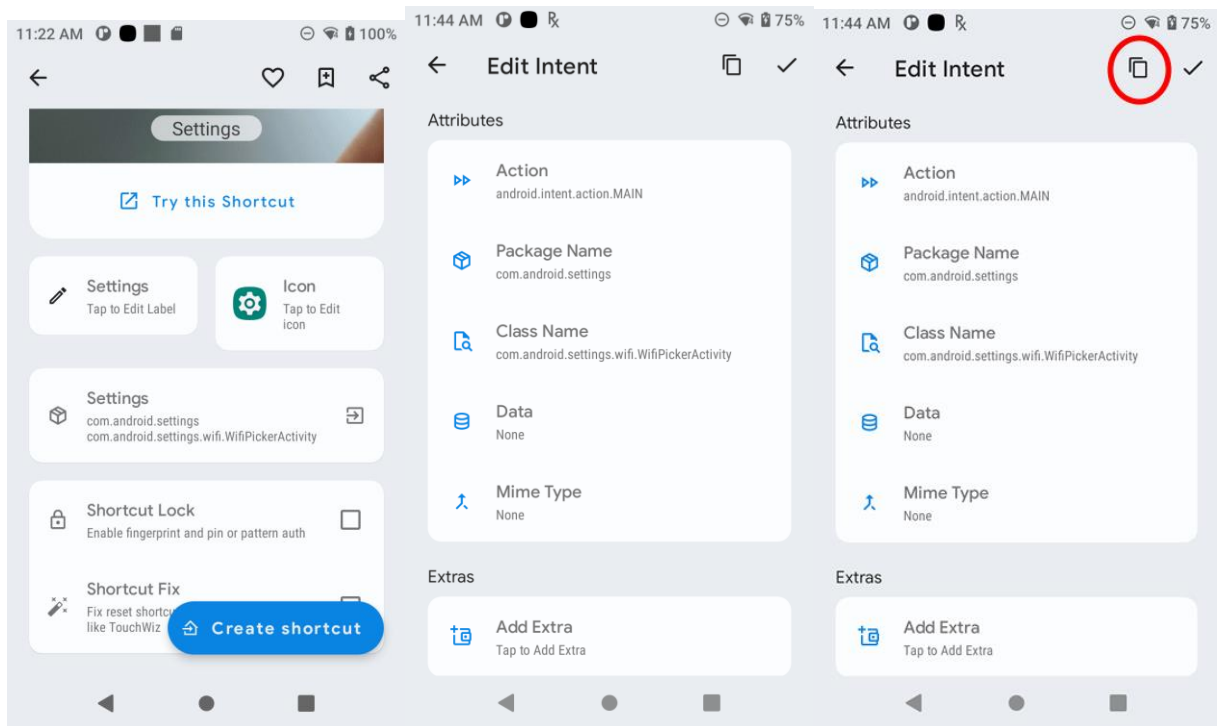 11:22 AM
100%
Settings
Try this Shortcut
Settings
Tap to Edit Label
Icon
Tap to Edit
icon
Settings
com.android.settings
com.android.settings.wifi.WifiPickerActivity
Shortcut Lock
Enable fingerprint and pin or pattern auth
Shortcut Fix
Fix reset shortcu
like TouchWiz
Create shortcut
11:44 AM
75%
Edit Intent
Attributes
Action
android.intent.action.MAIN
Package Name
com.android.settings
Class Name
com.android.settings.wifi.WifiPickerActivity
Data
None
Mime Type
None
Extras
Add Extra
Tap to Add Extra
11:44 AM
75%
Edit Intent
Attributes
Action
android.intent.action.MAIN
Package Name
com.android.settings
Class Name
com.android.settings.wifi.WifiPickerActivity
Data
None
Mime Type
None
Extras
Add Extra
Tap to Add Extra